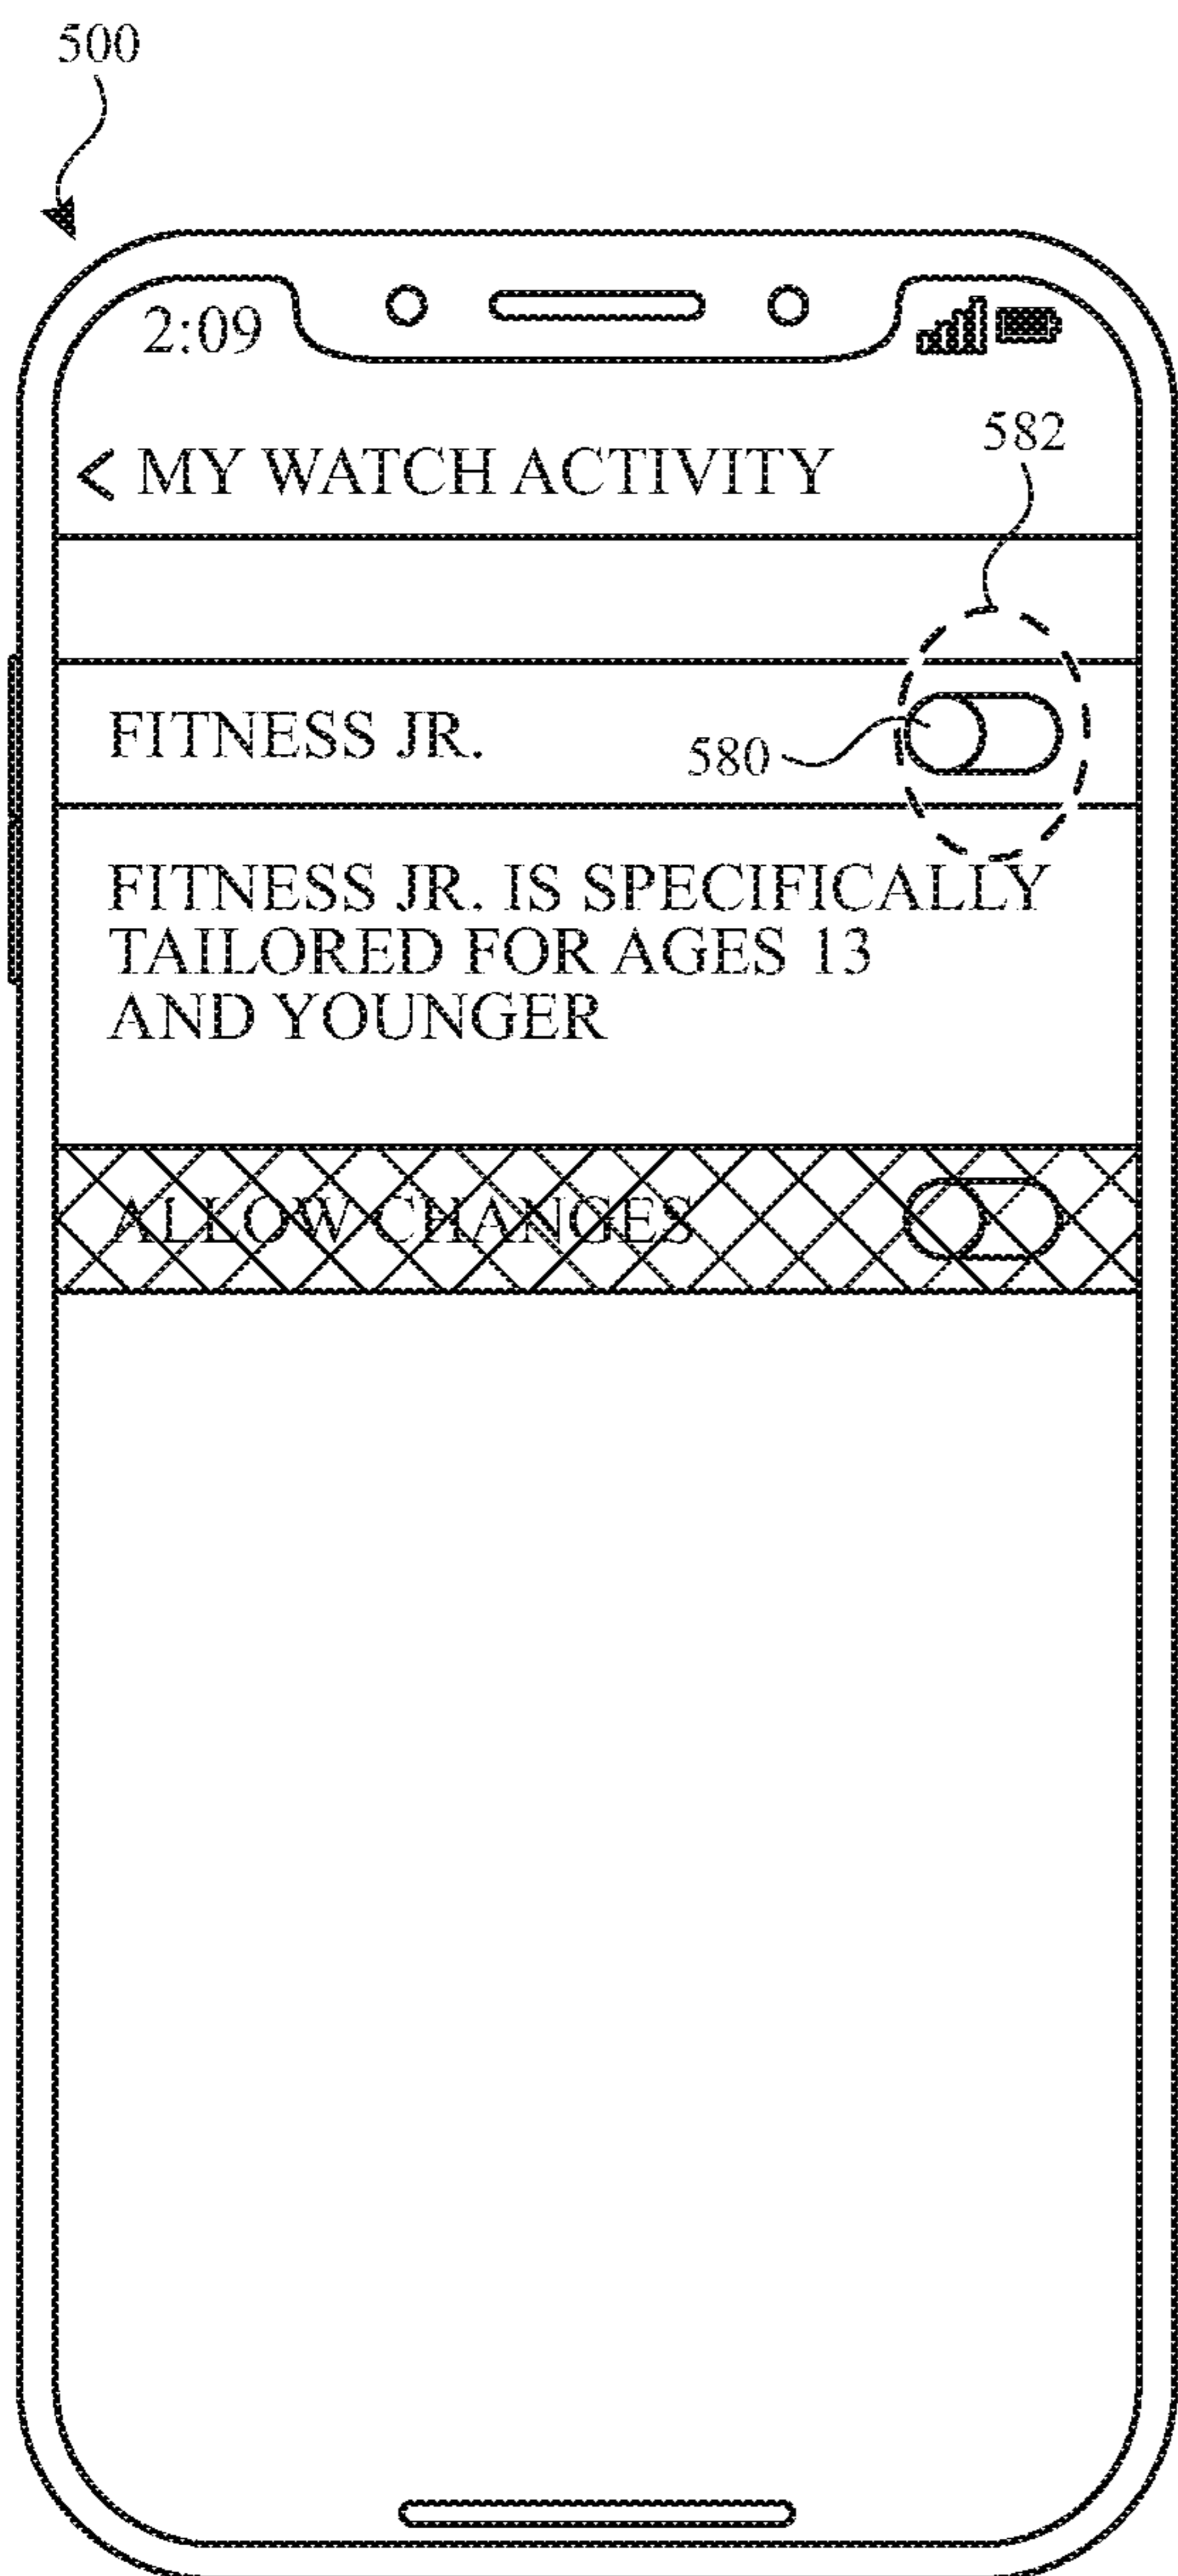 500
2:09
582
< MY WATCH ACTIVITY
FITNESS JR.
580
FITNESS JR. IS SPECIFICALLY
TAILORED FOR AGES 13
AND YOUNGER
ALLOW CHANGES